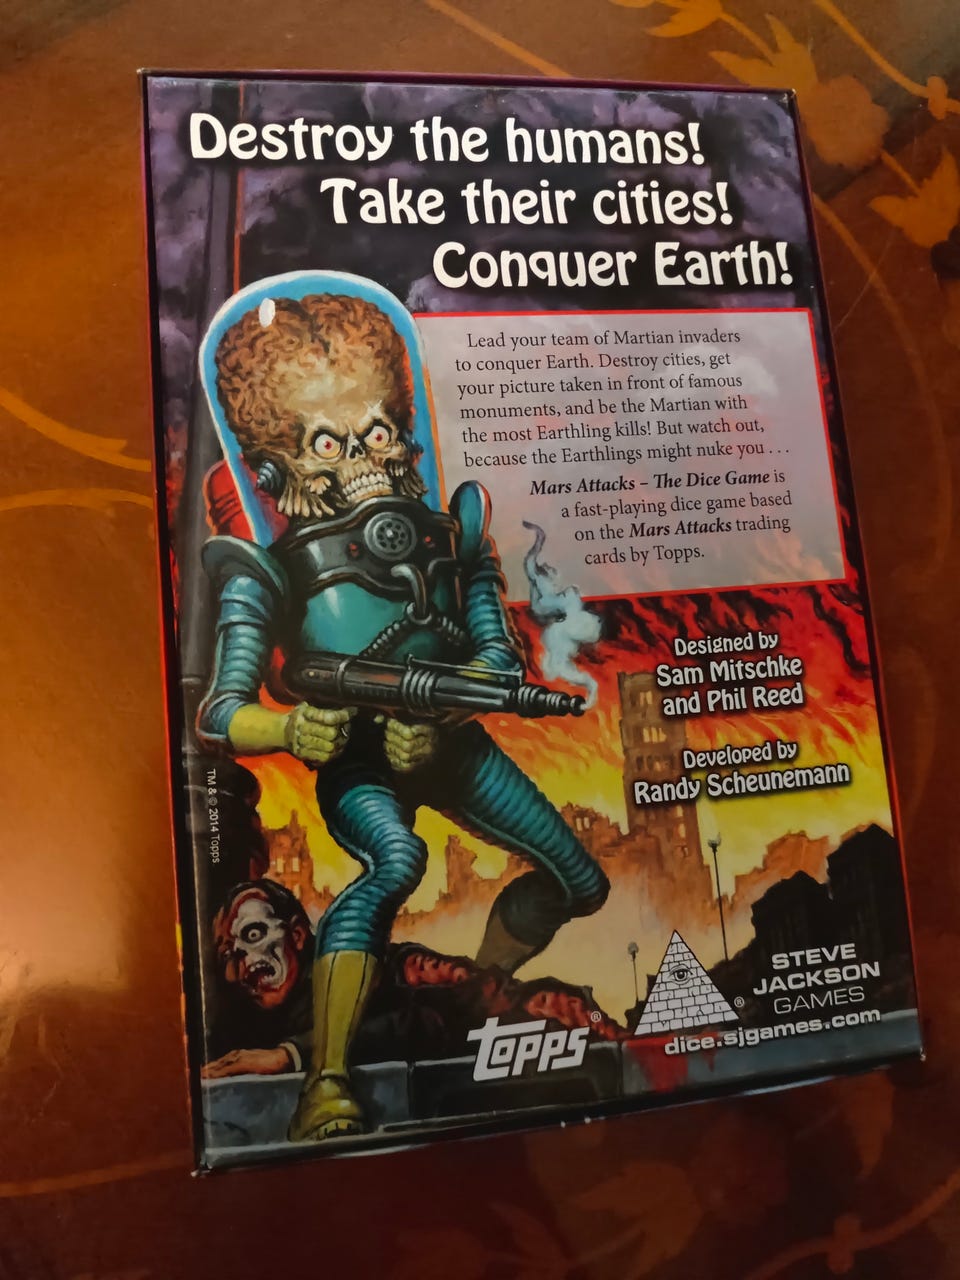 Destroy the humans!
Take their cities!
Conquer Earth!
Lead your team of Martian invaders
to conquer Earth. Destroy cities, get
your picture taken in front of famous
monuments, and be the Martian with
the most Earthling kills! But watch out,
because the Earthlings might nuke you . . .
Mars Attacks – The Dice Game is
a fast-playing dice game based
on the Mars Attacks trading
cards by Topps.
Designed by
Sam Mitschke
and Phil Reed
Developed by
Randy Scheunemann
TM & © 2014 Topps
Topps®
®
STEVE
JACKSON
GAMES
dice.sjgames.com